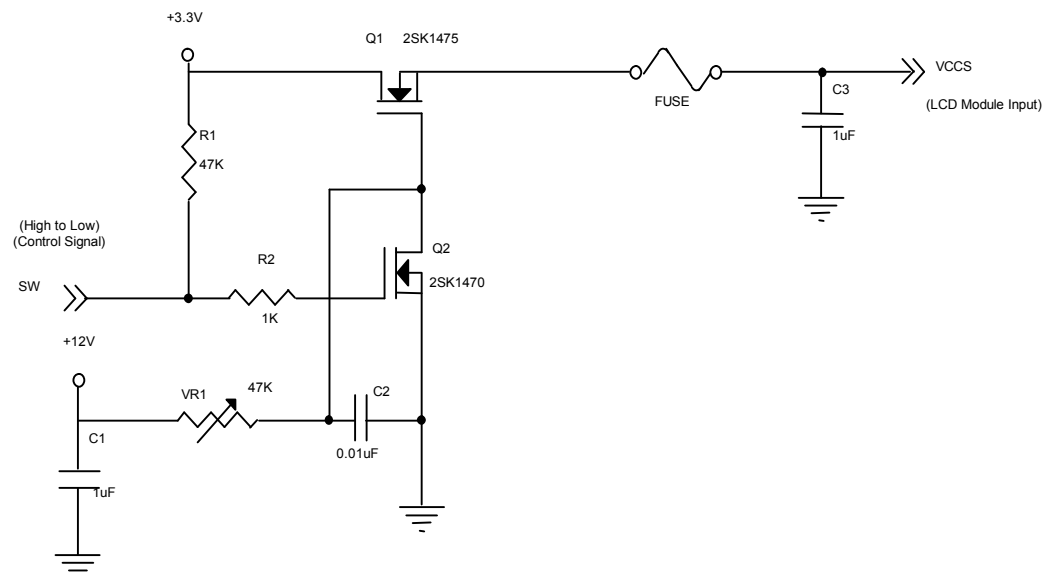 +3.3V
Q1 2SK1475
VCCS
FUSE
C3
(LCD Module Input)
R1
1uF
47K
(High to Low)
(Control Signal)
Q2
R2
SW
2SK1470
1K
+12V
VR1
47K
C2
C1
0.01uF
1uF